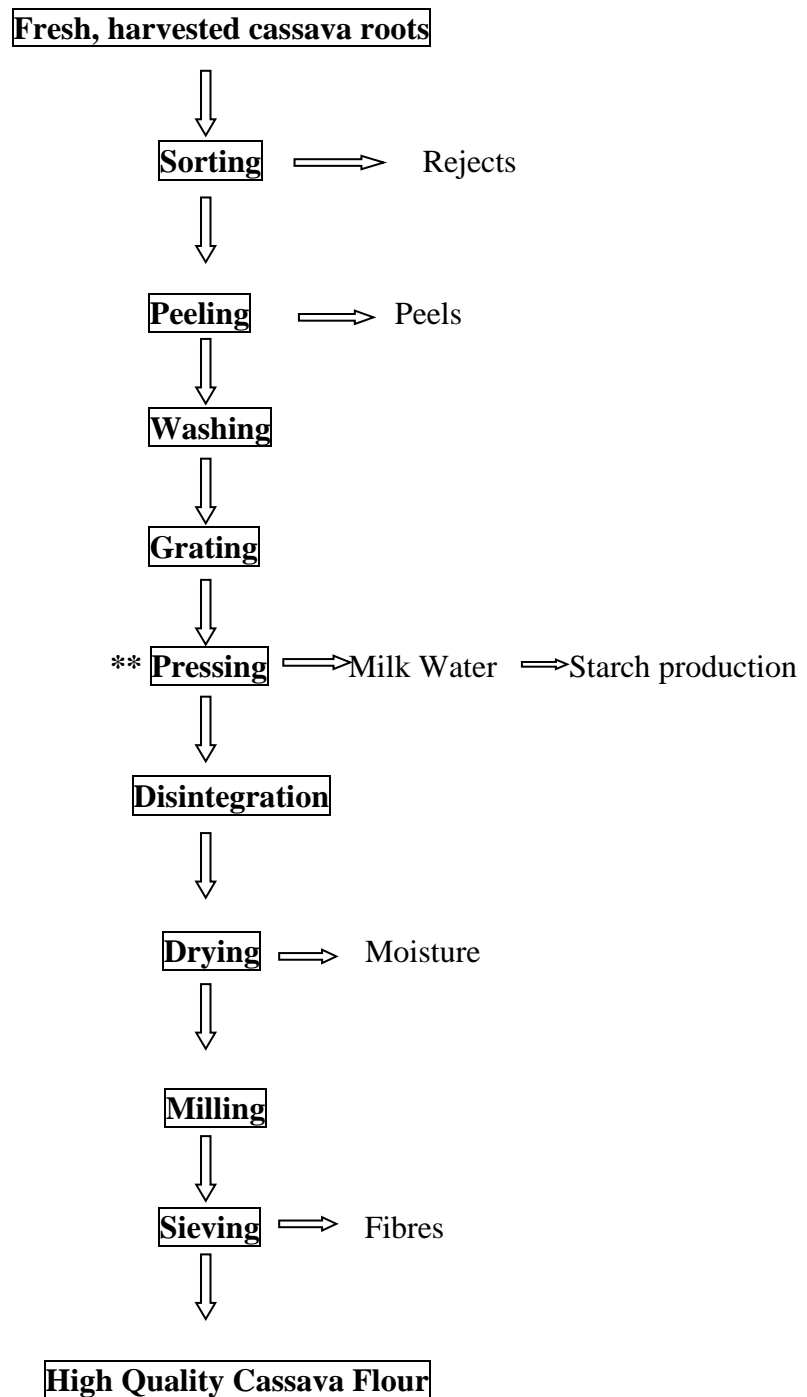 Fresh, harvested cassava roots
Sorting Rejects
Peeling Peels
Washing
Grating
** Pressing Milk Water Starch production
Disintegration
Drying Moisture
Milling
Sieving Fibres
High Quality Cassava Flour